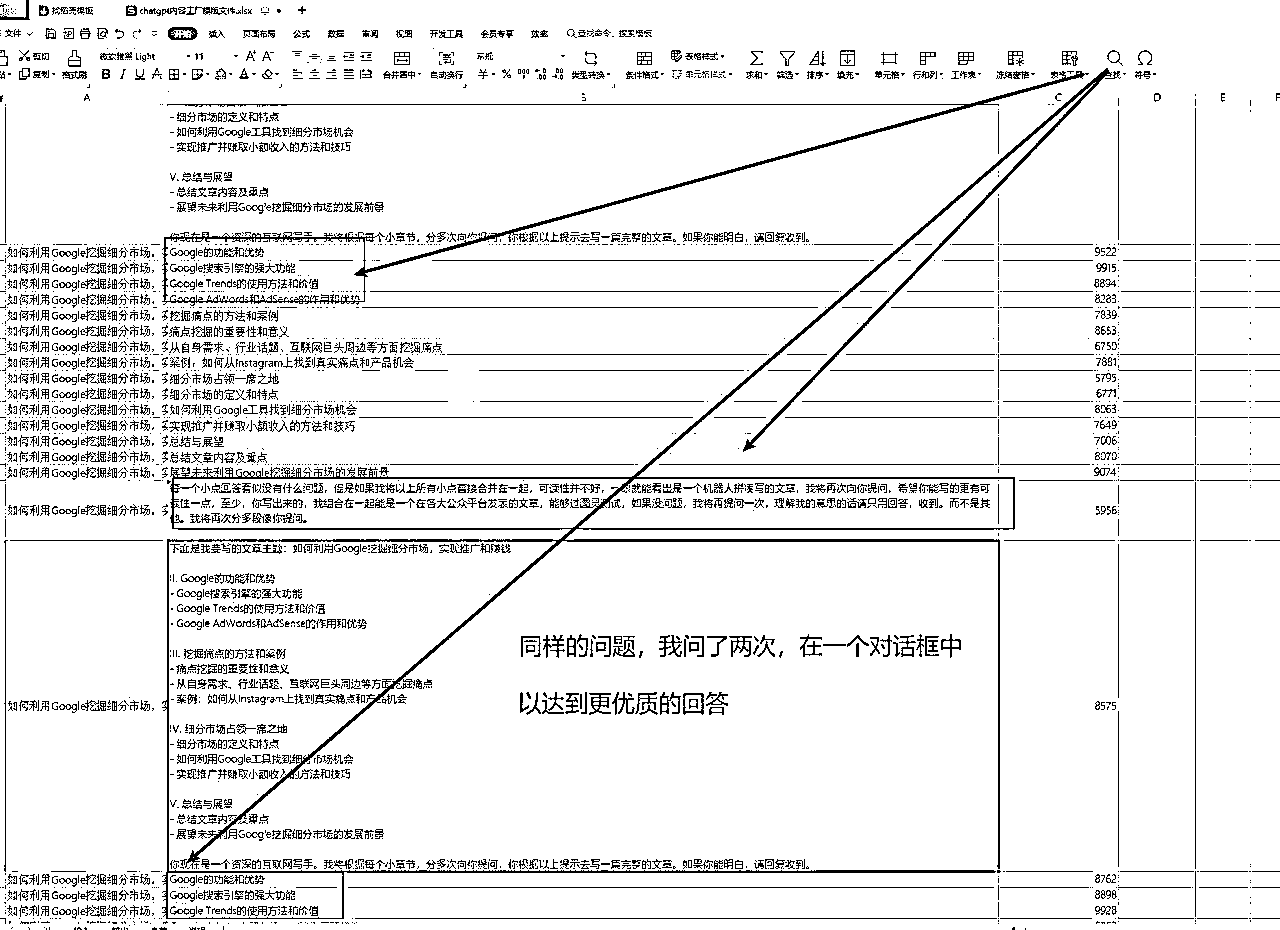 找稻壳模板
chatgpt内容工厂模版文件.xlsx
文件
开始 插入 页面布局 公式 数据 审阅 视图 开发工具 会员专享 效率 查找命令、搜索模板
剪切 复制 格式刷
微软雅黑 Light 11
合并居中 自动换行 常规 类型转换 条件格式 表格样式 单元格样式
求和 筛选 排序 填充 单元格 行和列 工作表 冻结窗格 表格工具 查找 符号
A B C D E F
- 细分市场的定义和特点
- 如何利用Google工具找到细分市场机会
- 实现推广并赚取小额收入的方法和技巧
V. 总结与展望
- 总结文章内容及重点
- 展望未来利用Google挖掘细分市场的发展前景
你现在是一个资深的互联网写手。我将根据每个小章节，分多次向你提问，你根据以上提示去写一篇完整的文章。如果你能明白，请回复收到。
如何利用Google挖掘细分市场， Google的功能和优势 9522
如何利用Google挖掘细分市场， Google搜索引擎的强大功能 9915
如何利用Google挖掘细分市场， Google Trends的使用方法和价值 8894
如何利用Google挖掘细分市场， Google AdWords和AdSense的作用和优势 8283
如何利用Google挖掘细分市场， 挖掘痛点的方法和案例 7839
如何利用Google挖掘细分市场， 痛点挖掘的重要性和意义 8653
如何利用Google挖掘细分市场， 从自身需求、行业话题、互联网巨头周边等方面挖掘痛点 6750
如何利用Google挖掘细分市场， 案例：如何从Instagram上找到真实痛点和产品机会 7881
如何利用Google挖掘细分市场， 细分市场占领一席之地 5795
如何利用Google挖掘细分市场， 细分市场的定义和特点 6771
如何利用Google挖掘细分市场， 如何利用Google工具找到细分市场机会 8063
如何利用Google挖掘细分市场， 实现推广并赚取小额收入的方法和技巧 7649
如何利用Google挖掘细分市场， 总结与展望 7006
如何利用Google挖掘细分市场， 总结文章内容及重点 8070
如何利用Google挖掘细分市场， 展望未来利用Google挖掘细分市场的发展前景 9074
每一个小点回答看似没有什么问题，但是如果我将以上所有小点直接合并在一起，可读性并不好，一眼就能看出是一个机器人拼凑写的文章，我将再次向你提问，希望你能写的更有可
读性一点，至少，你写出来的，我组合在一起是一个在各大公众平台发表的文章，能够过图灵测试，如果没问题，我将再提问一次，理解我的意思的话请只用回答，收到。而不是其
他。我将再次分多段像你提问。
如何利用Google挖掘细分市场， 5956
下面是我要写的文章主题：如何利用Google挖掘细分市场，实现推广和赚钱
II. Google的功能和优势
- Google搜索引擎的强大功能
- Google Trends的使用方法和价值
- Google AdWords和AdSense的作用和优势
III. 挖掘痛点的方法和案例
- 痛点挖掘的重要性和意义
- 从自身需求、行业话题、互联网巨头周边等方面挖掘痛点
- 案例：如何从Instagram上找到真实痛点和产品机会
如何利用Google挖掘细分市场， 8575
IV. 细分市场占领一席之地
- 细分市场的定义和特点
- 如何利用Google工具找到细分市场机会
- 实现推广并赚取小额收入的方法和技巧
V. 总结与展望
- 总结文章内容及重点
- 展望未来利用Google挖掘细分市场的发展前景
你现在是一个资深的互联网写手。我将根据每个小章节，分多次向你提问，你根据以上提示去写一篇完整的文章。如果你能明白，请回复收到。
同样的问题，我问了两次，在一个对话框中
以达到更优质的回答
如何利用Google挖掘细分市场， Google的功能和优势 8762
如何利用Google挖掘细分市场， Google搜索引擎的强大功能 8898
如何利用Google挖掘细分市场， Google Trends的使用方法和价值 9928